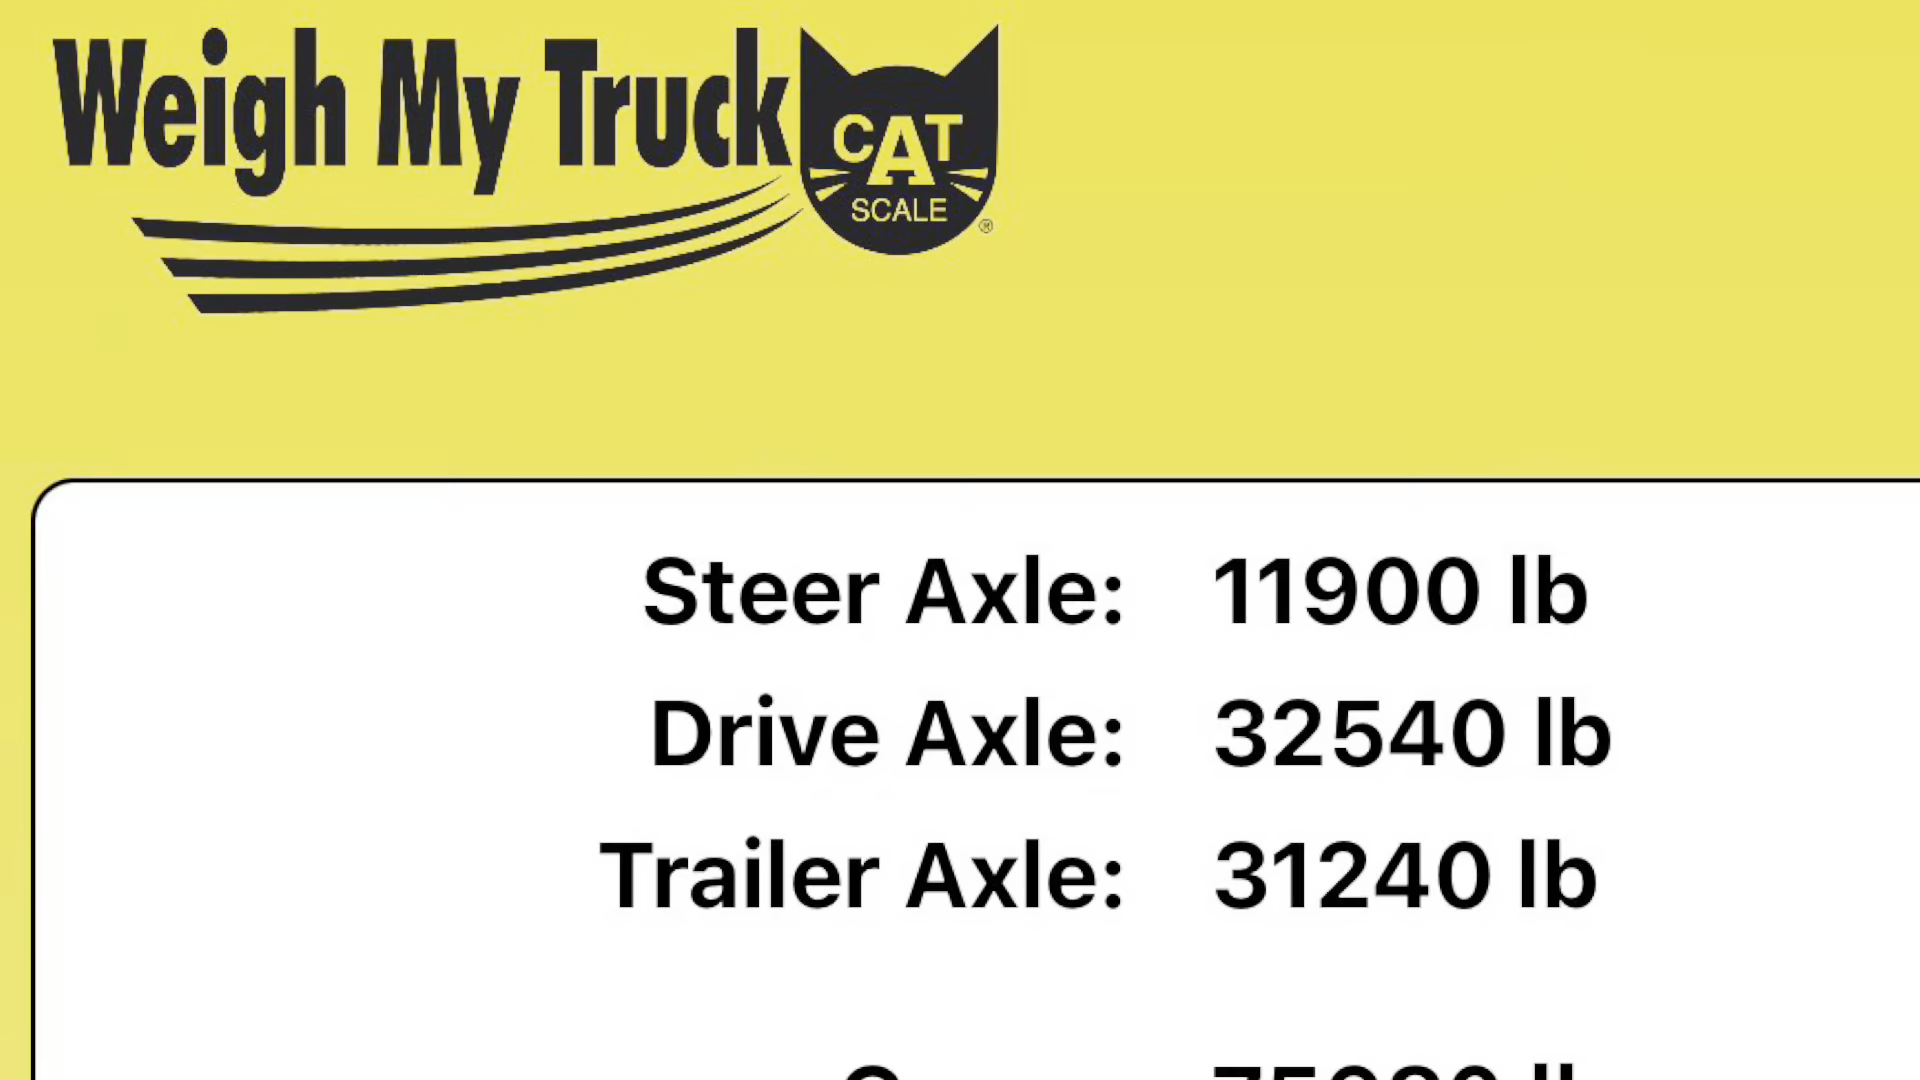 Weigh My Truck
CAT
SCALE
®
Steer Axle: 11900 lb
Drive Axle: 32540 lb
Trailer Axle: 31240 lb